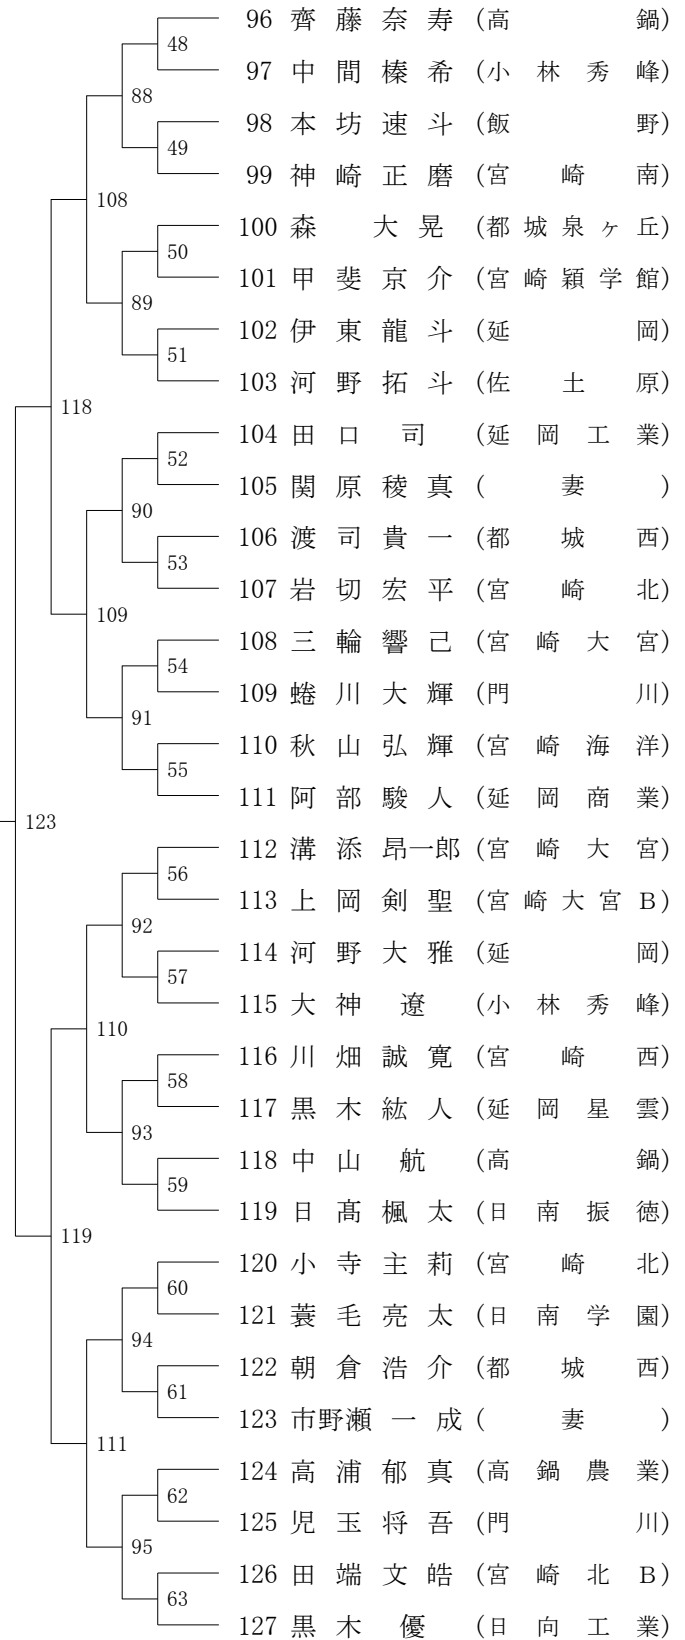 96 齊藤奈寿 (高鍋)
48
97 中間榛希 (小林秀峰)
88
98 本坊速斗 (飯野)
49
99 神崎正磨 (宮崎南)
108
100 森大晃 (都城泉ヶ丘)
50
101 甲斐京介 (宮崎穎学館)
89
102 伊東龍斗 (延岡)
51
103 河野拓斗 (佐土原)
118
104 田口司 (延岡工業)
52
105 関原稜真 (妻)
90
106 渡司貴一 (都城西)
53
107 岩切宏平 (宮崎北)
109
108 三輪響己 (宮崎大宮)
54
109 蜷川大輝 (門川)
91
110 秋山弘輝 (宮崎海洋)
55
111 阿部駿人 (延岡商業)
123
112 溝添昂一郎 (宮崎大宮)
56
113 上岡剣聖 (宮崎大宮B)
92
114 河野大雅 (延岡)
57
115 大神遼 (小林秀峰)
110
116 川畑誠寛 (宮崎西)
58
117 黒木紘人 (延岡星雲)
93
118 中山航 (高鍋)
59
119 日髙楓太 (日南振徳)
119
120 小寺主莉 (宮崎北)
60
121 蓑毛亮太 (日南学園)
94
122 朝倉浩介 (都城西)
61
123 市野瀬一成 (妻)
111
124 高浦郁真 (高鍋農業)
62
125 児玉将吾 (門川)
95
126 田端文皓 (宮崎北B)
63
127 黒木優 (日向工業)